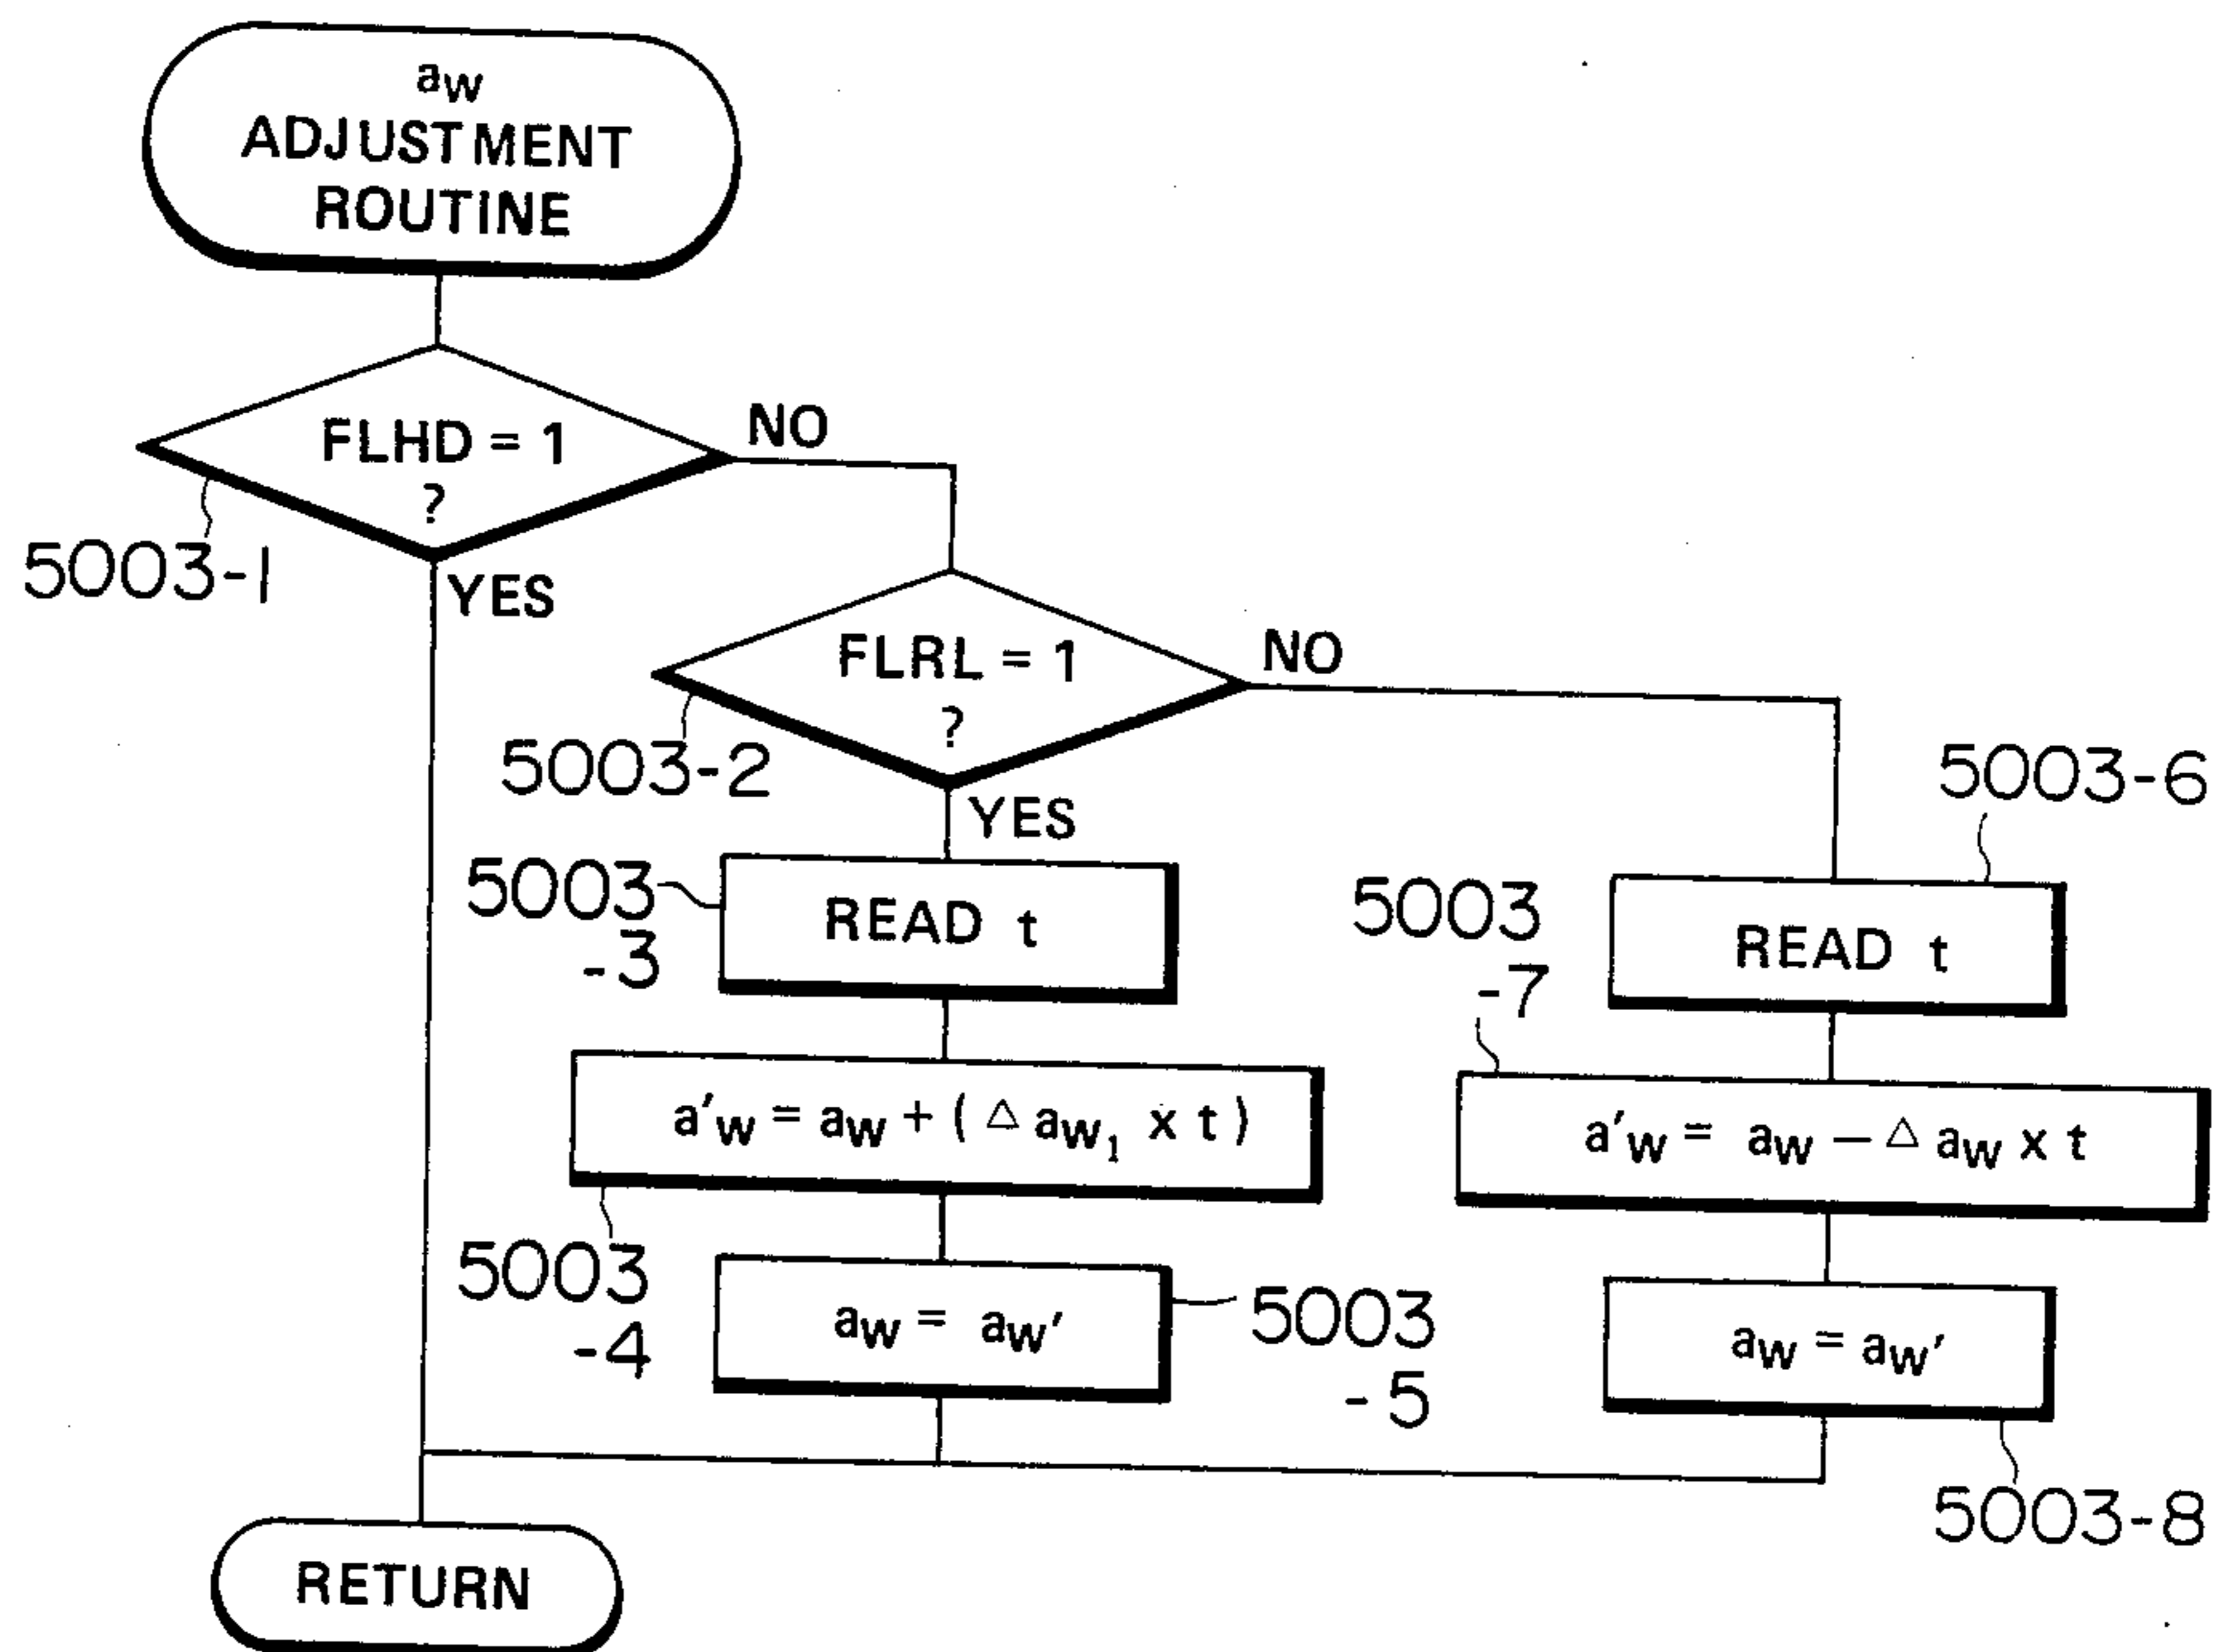 aw
ADJUSTMENT
ROUTINE
FLHD = 1
?
NO
5003-1
YES
FLRL = 1
?
NO
5003-2
YES
5003-6
5003
-3
READ t
5003
-7
READ t
a'w = aw + ( △ aw1 x t )
a'w = aw − △ aw x t
5003
-4
aw = aw'
5003
-5
aw = aw'
5003-8
RETURN